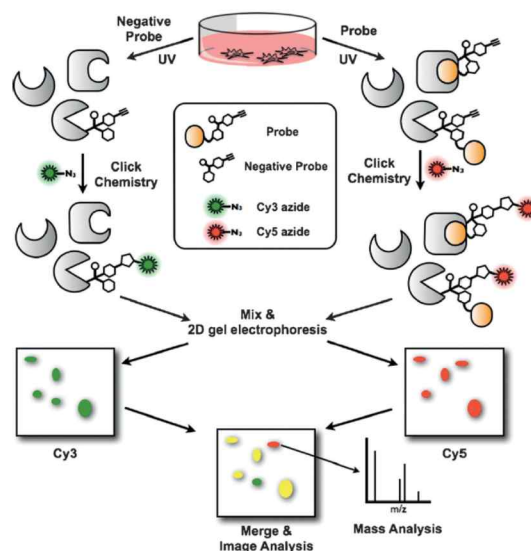 Negative
Probe
UV
Probe
UV
Click
Chemistry
N₃
Probe
Negative Probe
N₃ Cy3 azide
N₃ Cy5 azide
Click
Chemistry
N₃
Mix &
2D gel electrophoresis
Cy3
Cy5
m/z
Merge &
Image Analysis
Mass Analysis